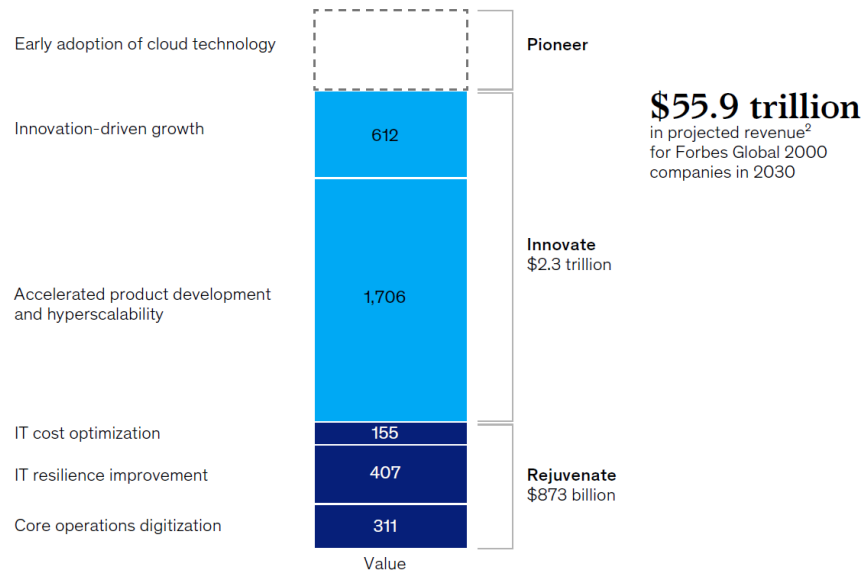 Early adoption of cloud technology
Pioneer
$55.9 trillion
in projected revenue²
for Forbes Global 2000
companies in 2030
Innovation-driven growth
612
Innovate
$2.3 trillion
Accelerated product development
and hyperscalability
1,706
IT cost optimization
155
IT resilience improvement
407
Rejuvenate
$873 billion
Core operations digitization
311
Value